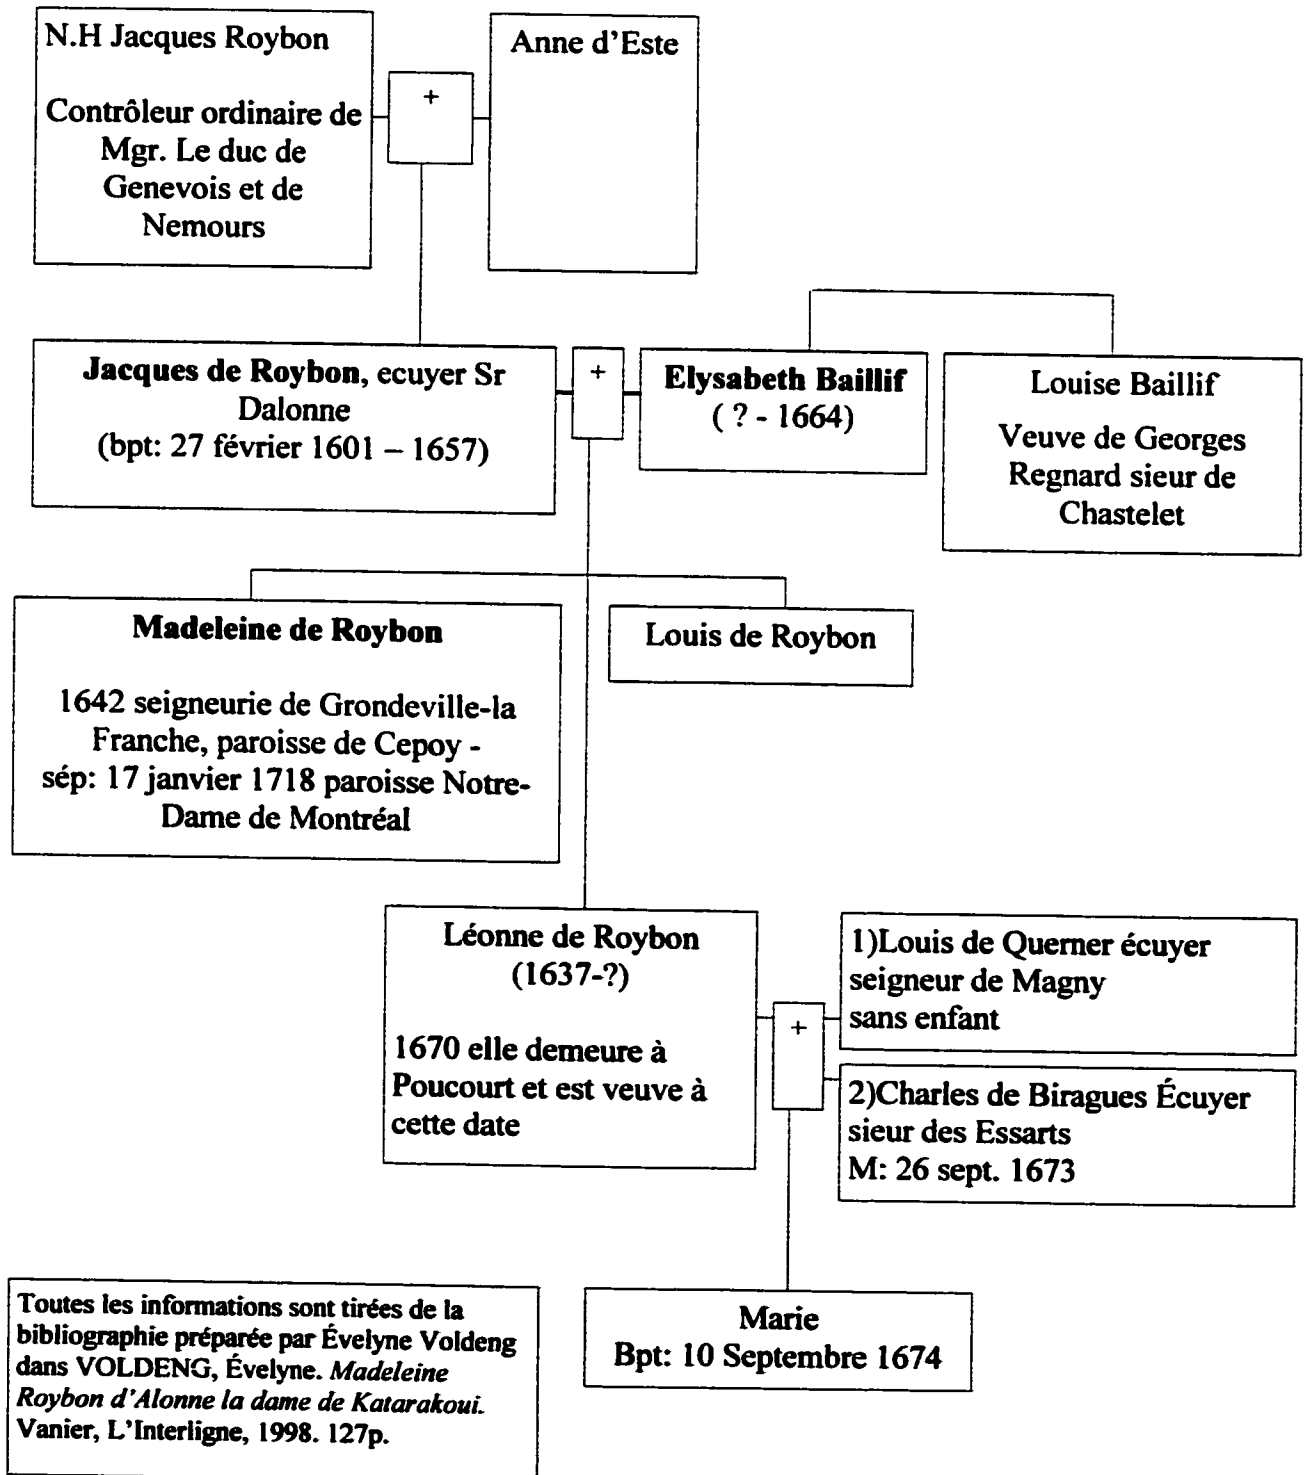 N.H Jacques Roybon
Contrôleur ordinaire de
Mgr. Le duc de
Genevois et de
Nemours
+
Anne d'Este
Jacques de Roybon, ecuyer Sr
Dalonne
(bpt: 27 février 1601 – 1657)
+
Elysabeth Baillif
( ? - 1664)
Louise Baillif
Veuve de Georges
Regnard sieur de
Chastelet
Madeleine de Roybon
1642 seigneurie de Grondeville-la
Franche, paroisse de Cepoy -
sép: 17 janvier 1718 paroisse Notre-
Dame de Montréal
Louis de Roybon
Léonne de Roybon
(1637-?)
1670 elle demeure à
Poucourt et est veuve à
cette date
+
1)Louis de Querner écuyer
seigneur de Magny
sans enfant
2)Charles de Biragues Écuyer
sieur des Essarts
M: 26 sept. 1673
Marie
Bpt: 10 Septembre 1674
Toutes les informations sont tirées de la
bibliographie préparée par Évelyne Voldeng
dans VOLDENG, Évelyne. Madeleine
Roybon d'Alonne la dame de Katarakoui.
Vanier, L'Interligne, 1998. 127p.